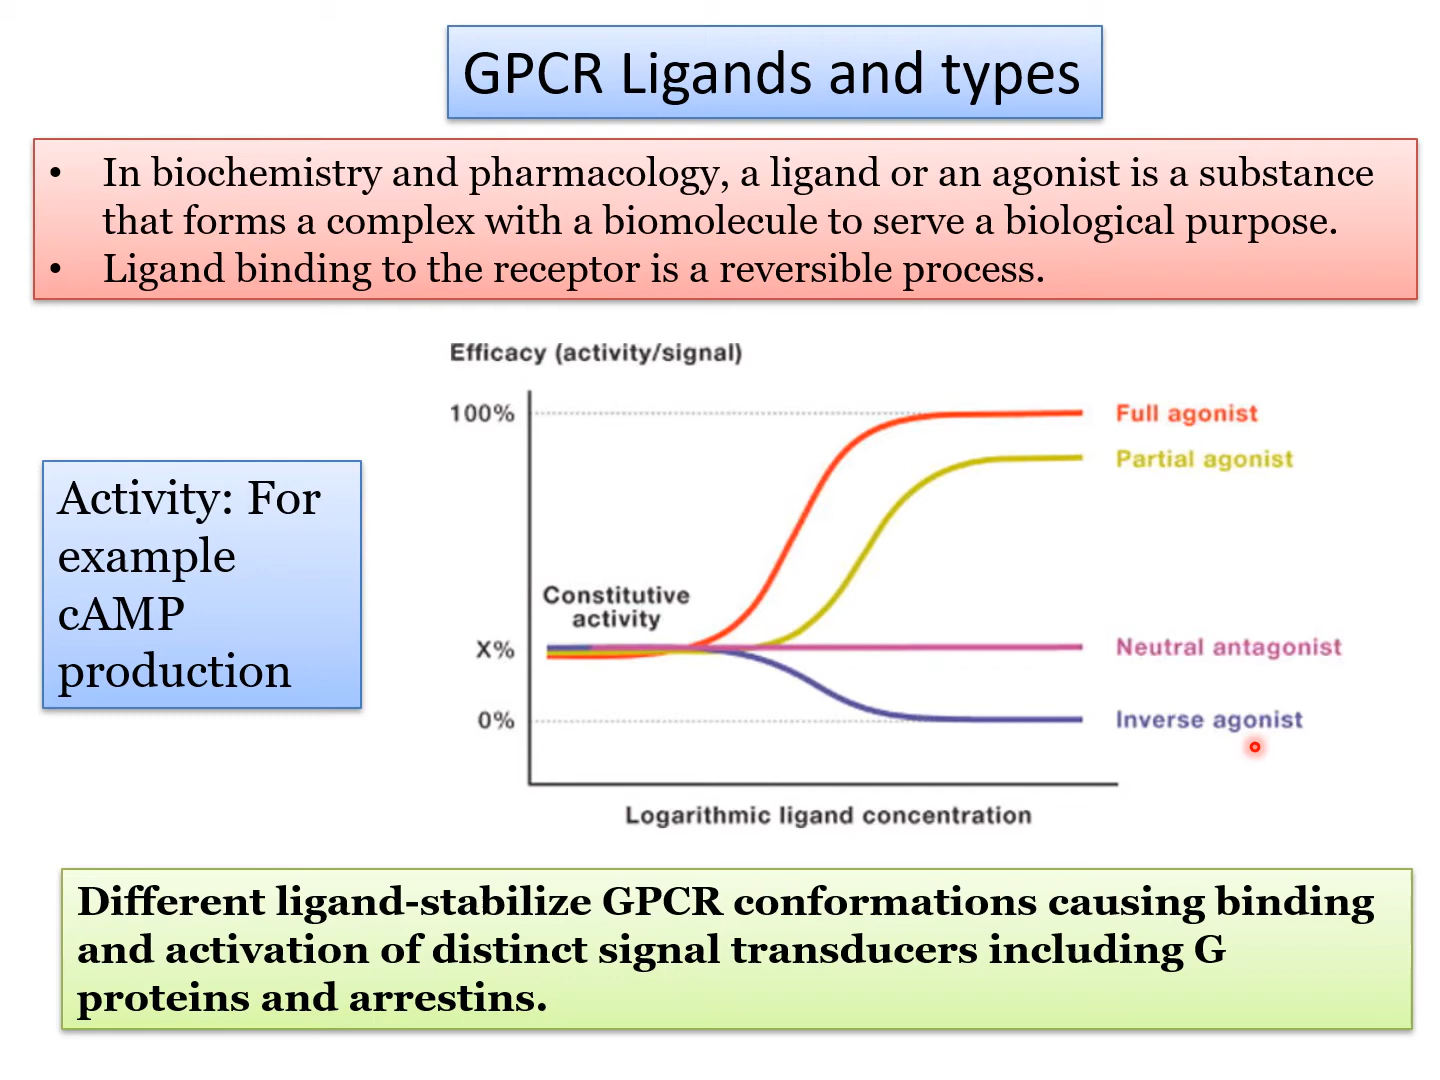 GPCR Ligands and types
• In biochemistry and pharmacology, a ligand or an agonist is a substance
that forms a complex with a biomolecule to serve a biological purpose.
• Ligand binding to the receptor is a reversible process.
Efficacy (activity/signal)
100%
Full agonist
Partial agonist
Activity: For
example
cAMP
production
Constitutive
activity
X%
Neutral antagonist
0%
Inverse agonist
Logarithmic ligand concentration
Different ligand-stabilize GPCR conformations causing binding
and activation of distinct signal transducers including G
proteins and arrestins.